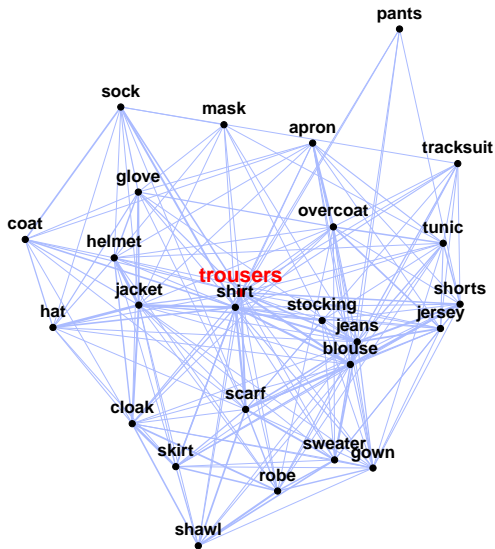 pants
sock
mask
apron
tracksuit
glove
overcoat
coat
tunic
helmet
trousers
jacket
shirt
shorts
stocking
hat
jersey
jeans
blouse
scarf
cloak
skirt
sweater
gown
robe
shawl